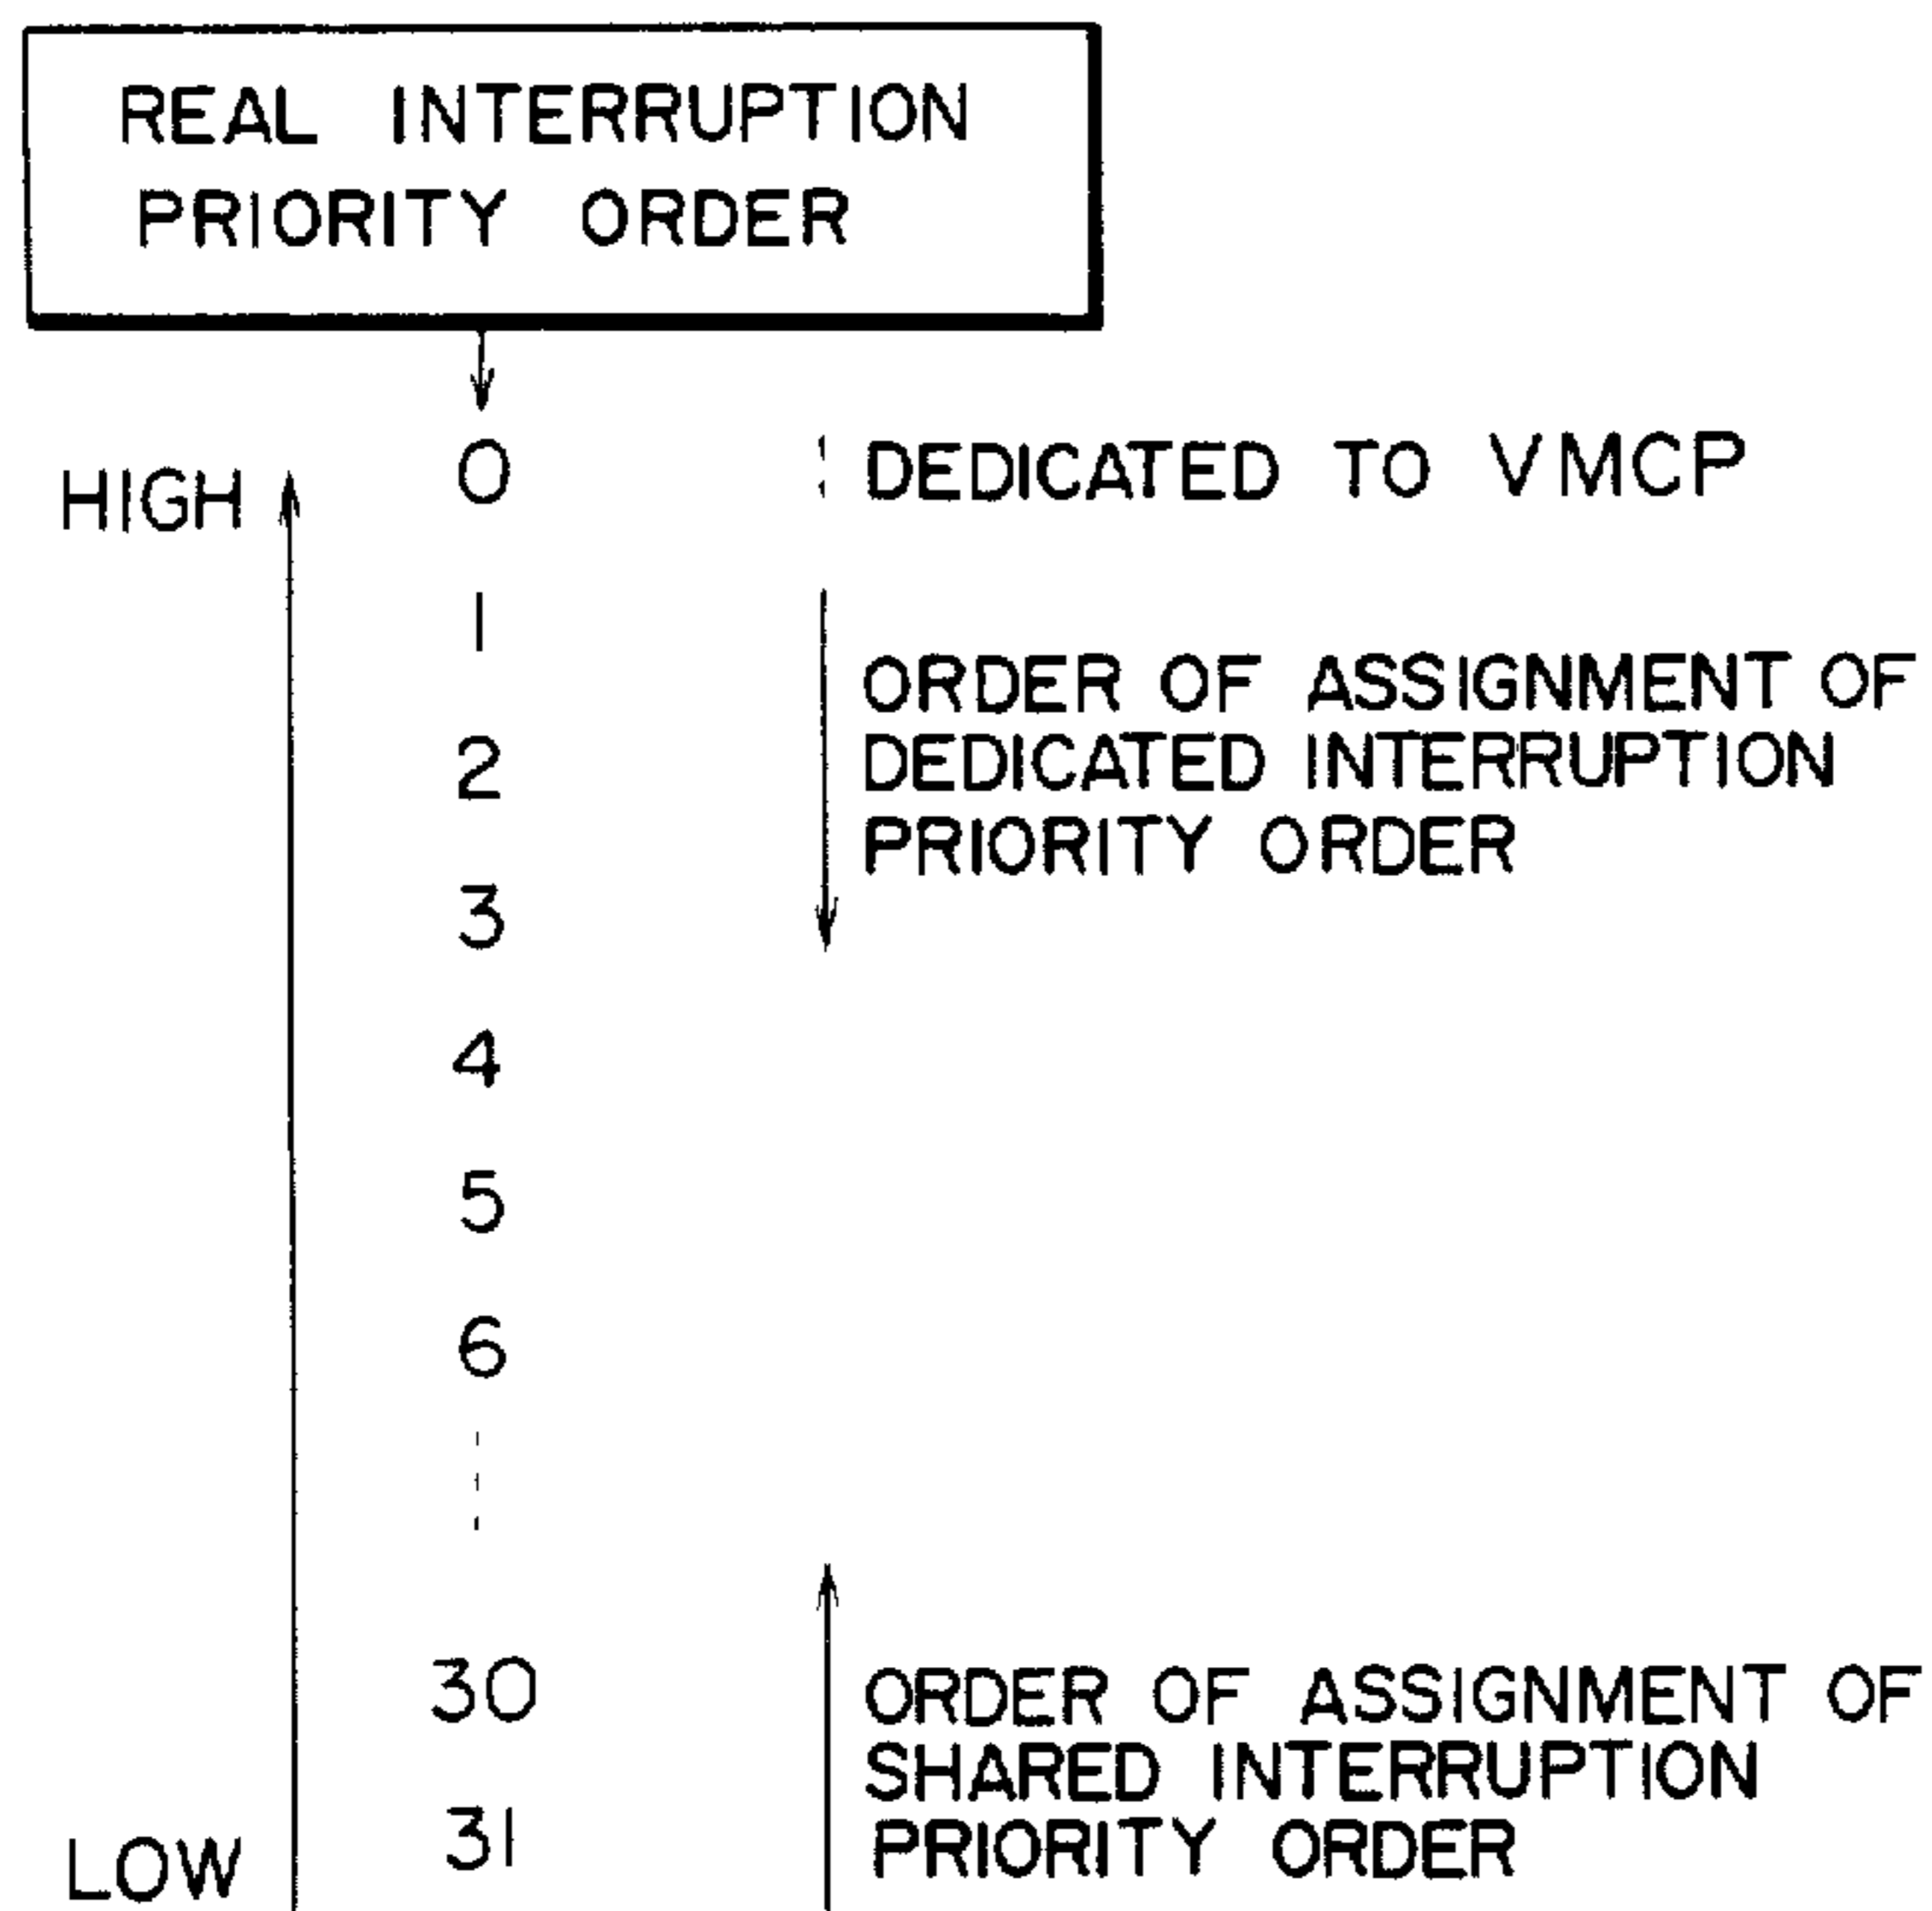 REAL INTERRUPTION
PRIORITY ORDER
HIGH
0 : DEDICATED TO VMCP
1
ORDER OF ASSIGNMENT OF
2
DEDICATED INTERRUPTION
PRIORITY ORDER
3
4
5
6
30
ORDER OF ASSIGNMENT OF
SHARED INTERRUPTION
31
PRIORITY ORDER
LOW